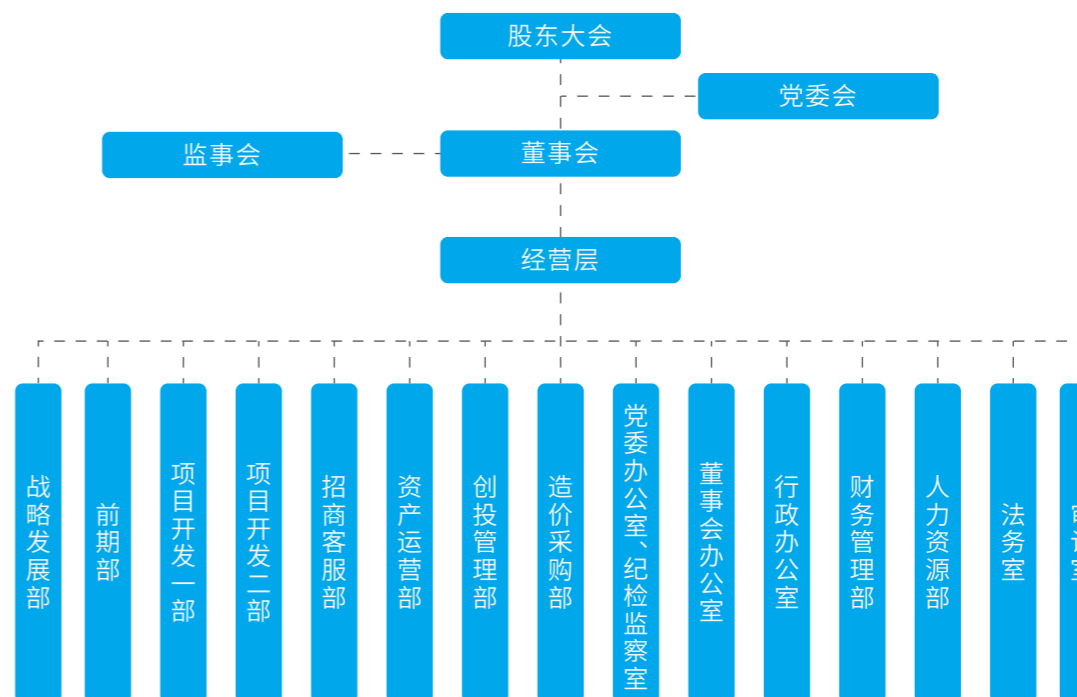 股东大会
党委会
监事会
董事会
经营层
战略发展部
前期部
项目开发一部
项目开发二部
招商客服部
资产运营部
创投管理部
造价采购部
党委办公室、纪检监察室
董事会办公室
行政办公室
财务管理部
人力资源部
法务室